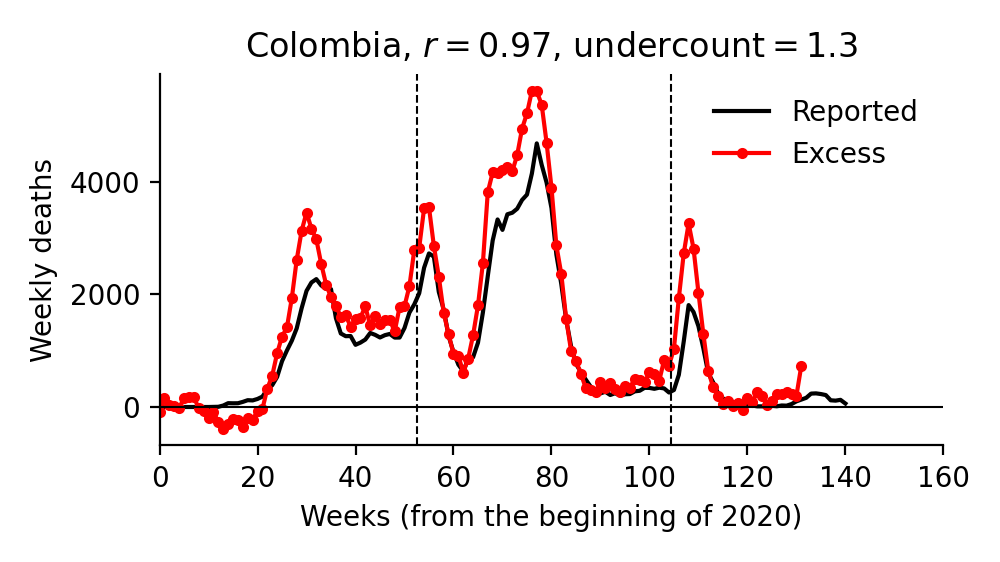 Colombia, r = 0.97, undercount = 1.3
Reported
Excess
Weekly deaths
4000
2000
0
0 20 40 60 80 100 120 140 160
Weeks (from the beginning of 2020)